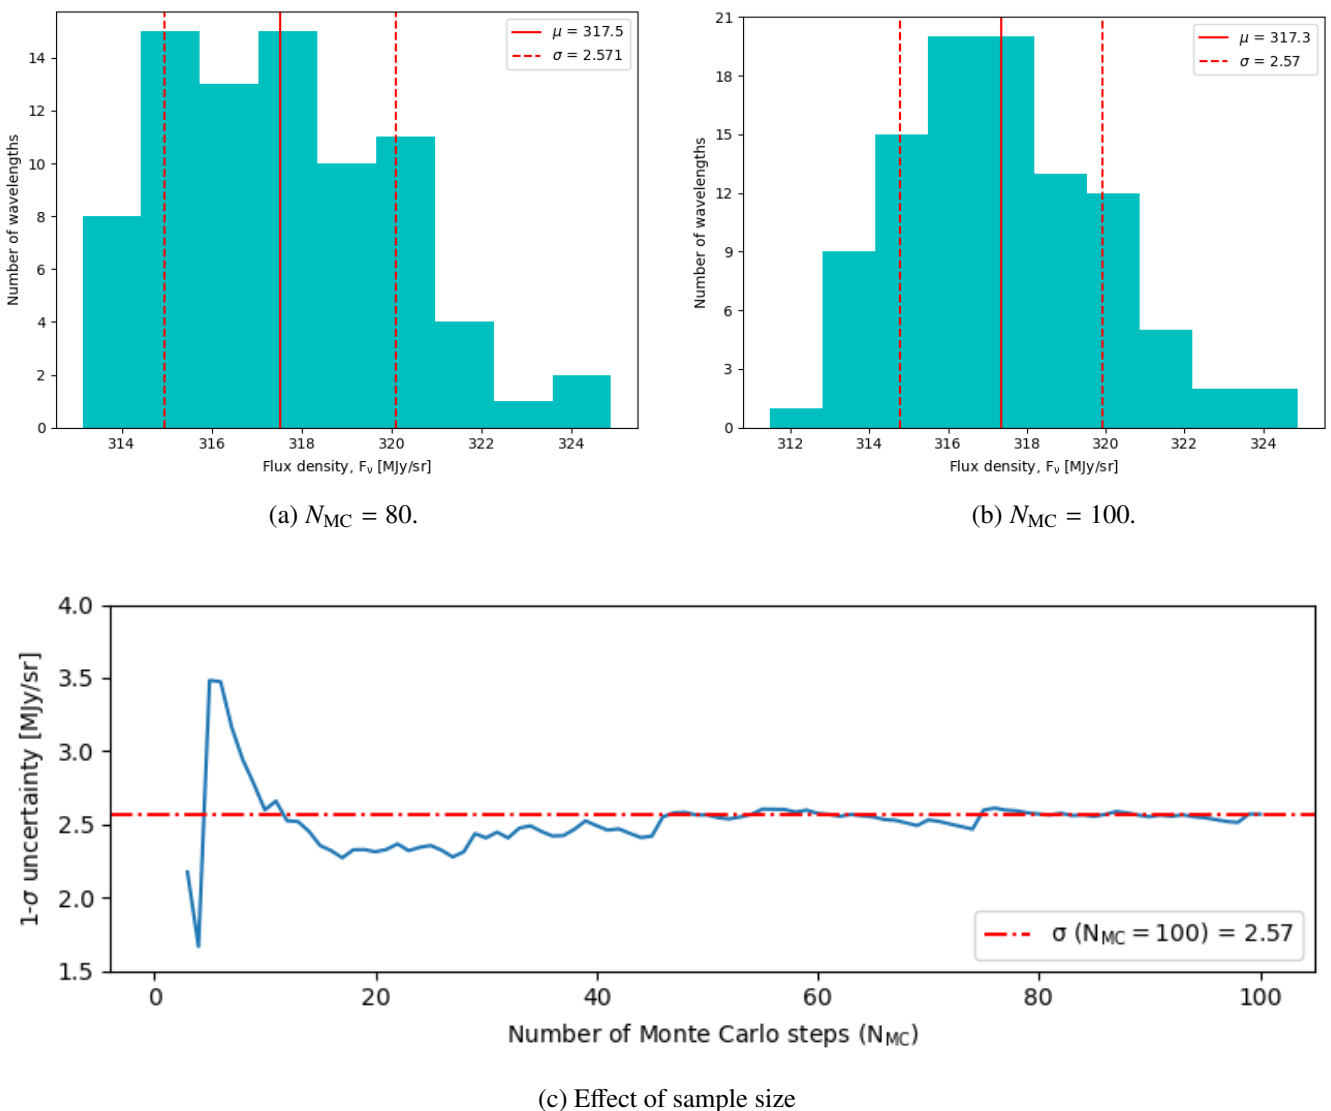 14
12
10
8
6
4
2
0
Number of wavelengths
314 316 318 320 322 324
Flux density, Fν [MJy/sr]
μ = 317.5
σ = 2.571
(a) NMC = 80.
21
18
15
12
9
6
3
0
Number of wavelengths
312 314 316 318 320 322 324
Flux density, Fν [MJy/sr]
μ = 317.3
σ = 2.57
(b) NMC = 100.
4.0
3.5
3.0
2.5
2.0
1.5
1-σ uncertainty [MJy/sr]
σ (NMC = 100) = 2.57
0 20 40 60 80 100
Number of Monte Carlo steps (NMC)
(c) Effect of sample size